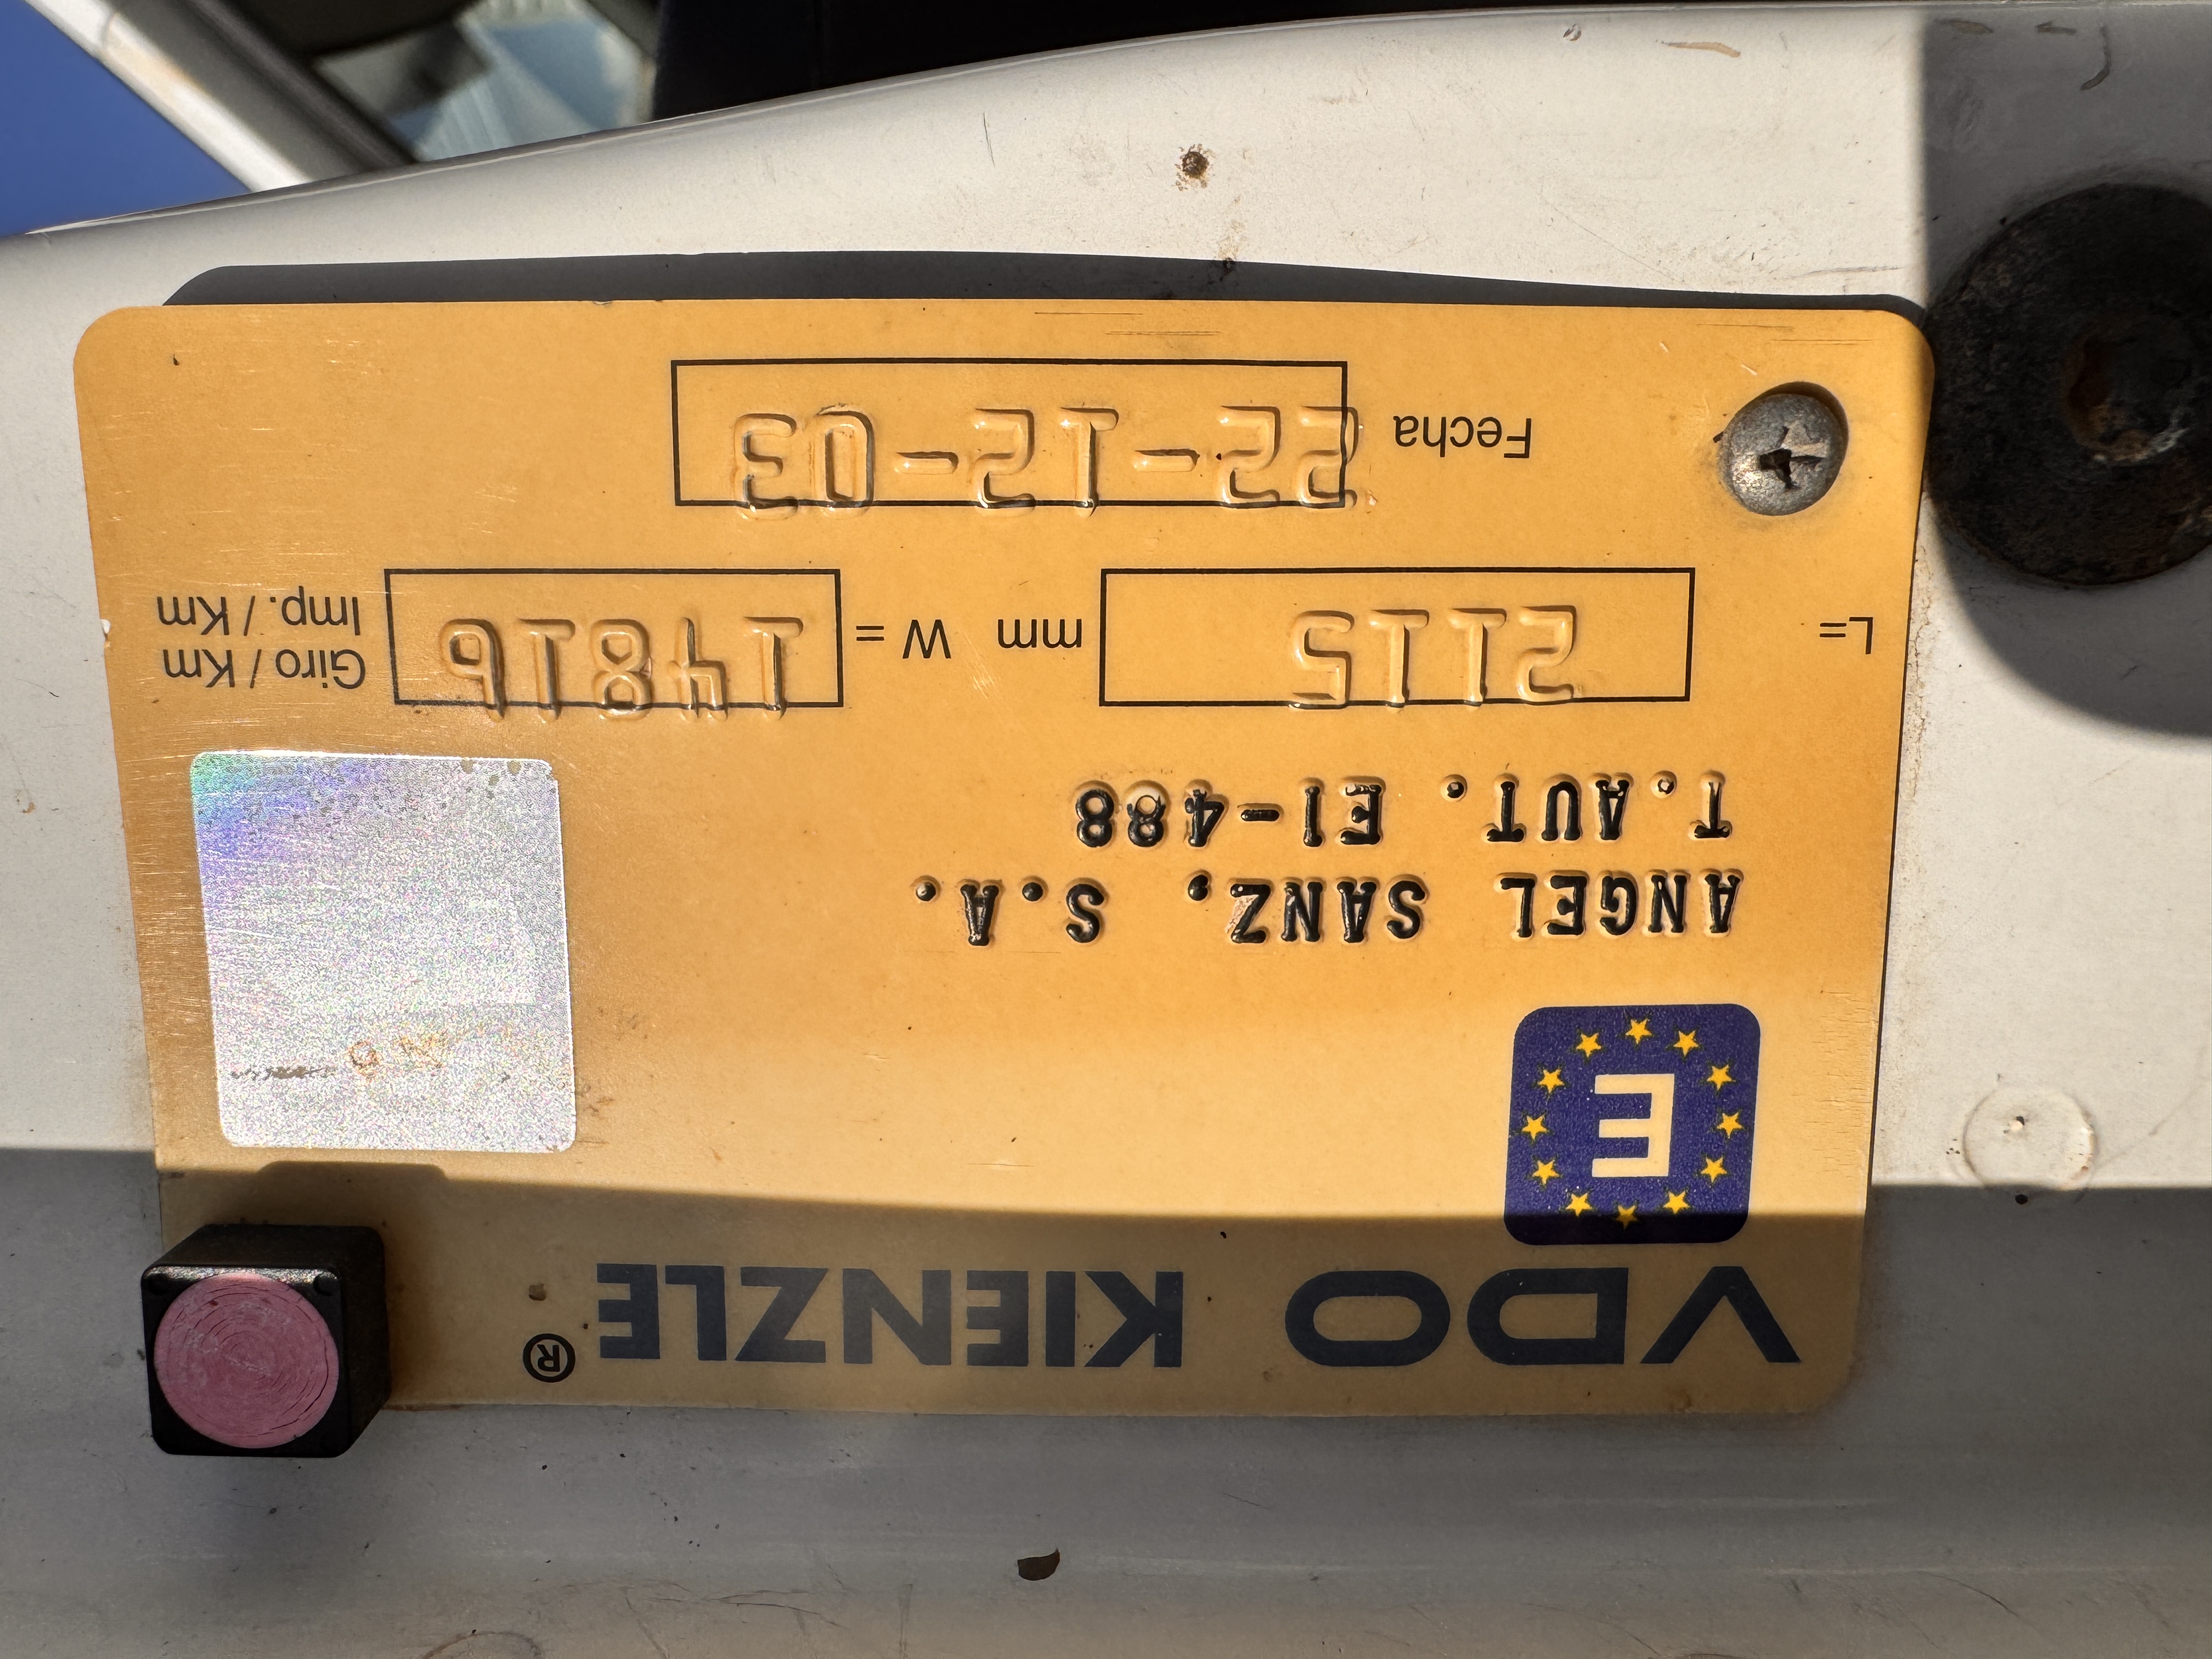 VDO KIENZLE ®
E
ANGEL SANZ, S.A.
T.AUT. E1-488
L= 2115 mm W = 14816 Giro / Km
Imp. / Km
Fecha 22-12-03